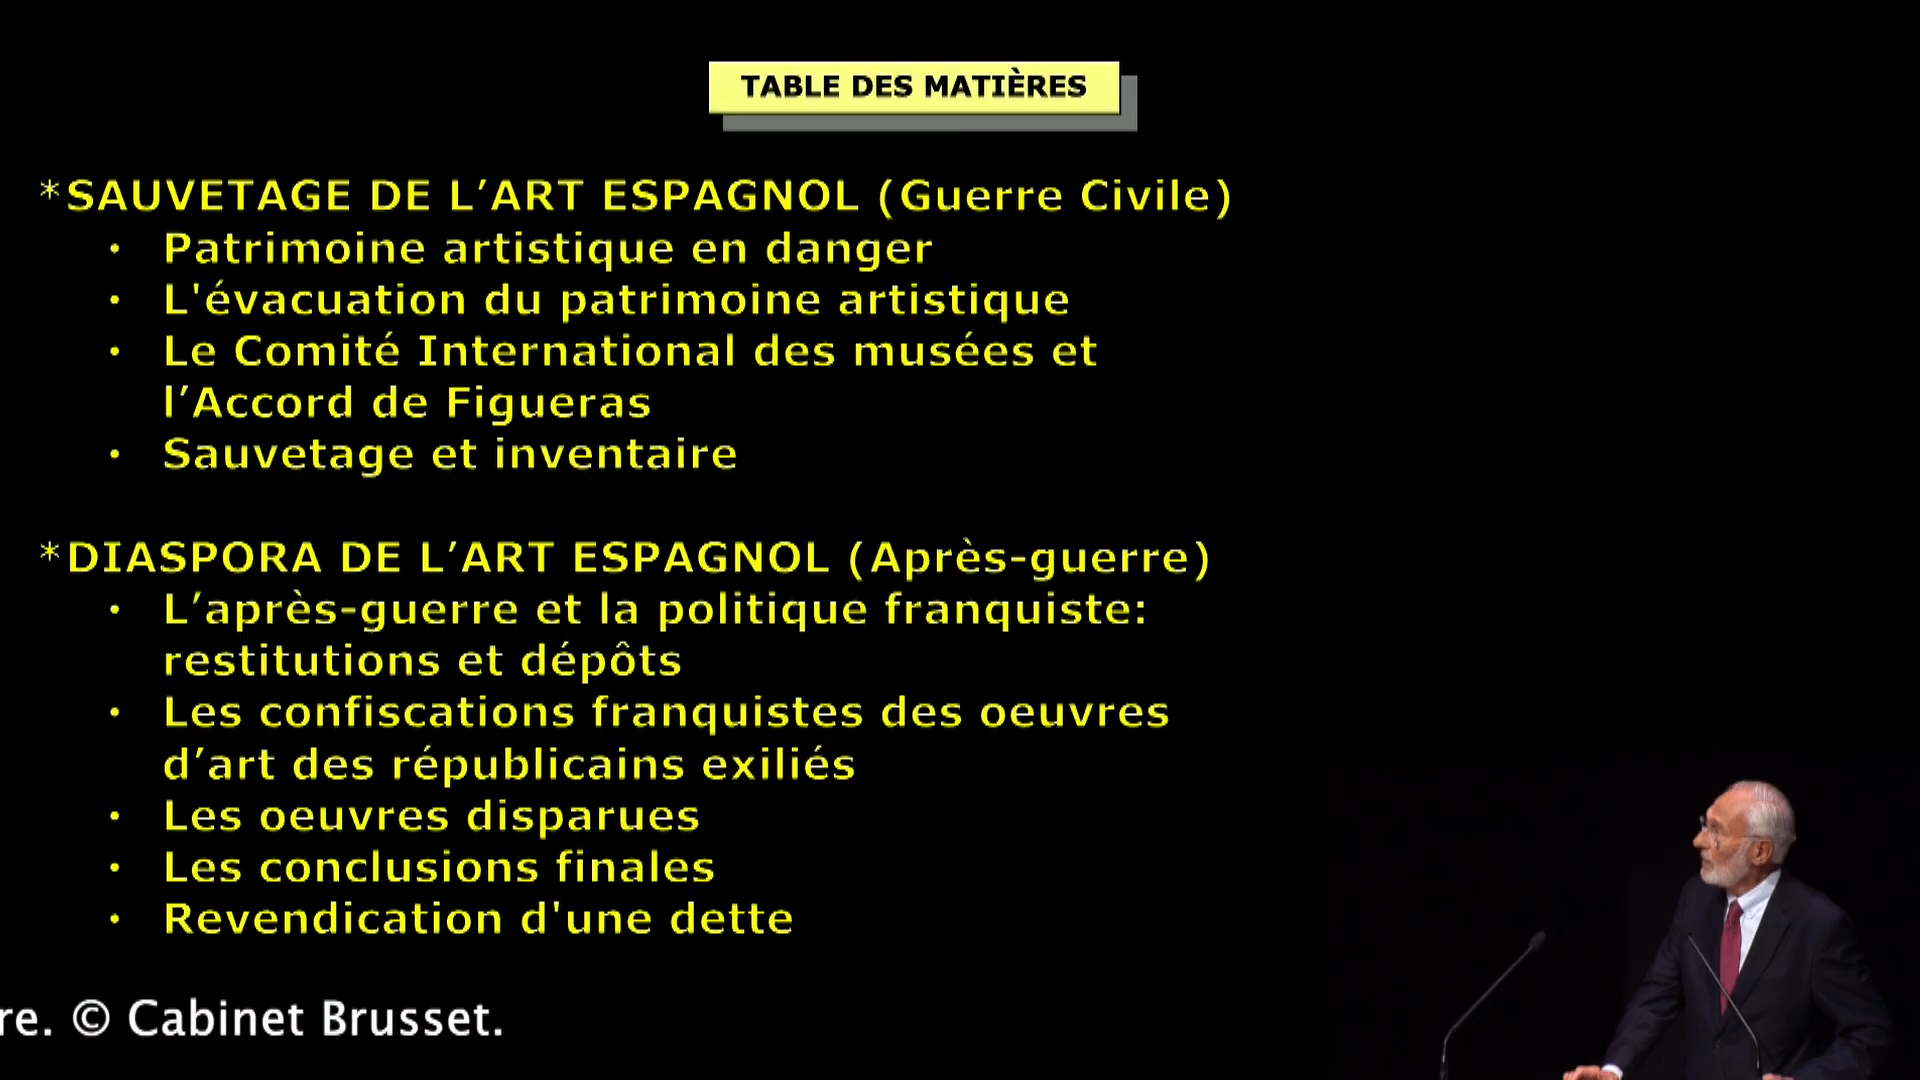 TABLE DES MATIÈRES
*SAUVETAGE DE L’ART ESPAGNOL (Guerre Civile)
• Patrimoine artistique en danger
• L'évacuation du patrimoine artistique
• Le Comité International des musées et
l’Accord de Figueras
• Sauvetage et inventaire
*DIASPORA DE L’ART ESPAGNOL (Après-guerre)
• L’après-guerre et la politique franquiste:
restitutions et dépôts
• Les confiscations franquistes des oeuvres
d’art des républicains exiliés
• Les oeuvres disparues
• Les conclusions finales
• Revendication d'une dette
re. © Cabinet Brusset.